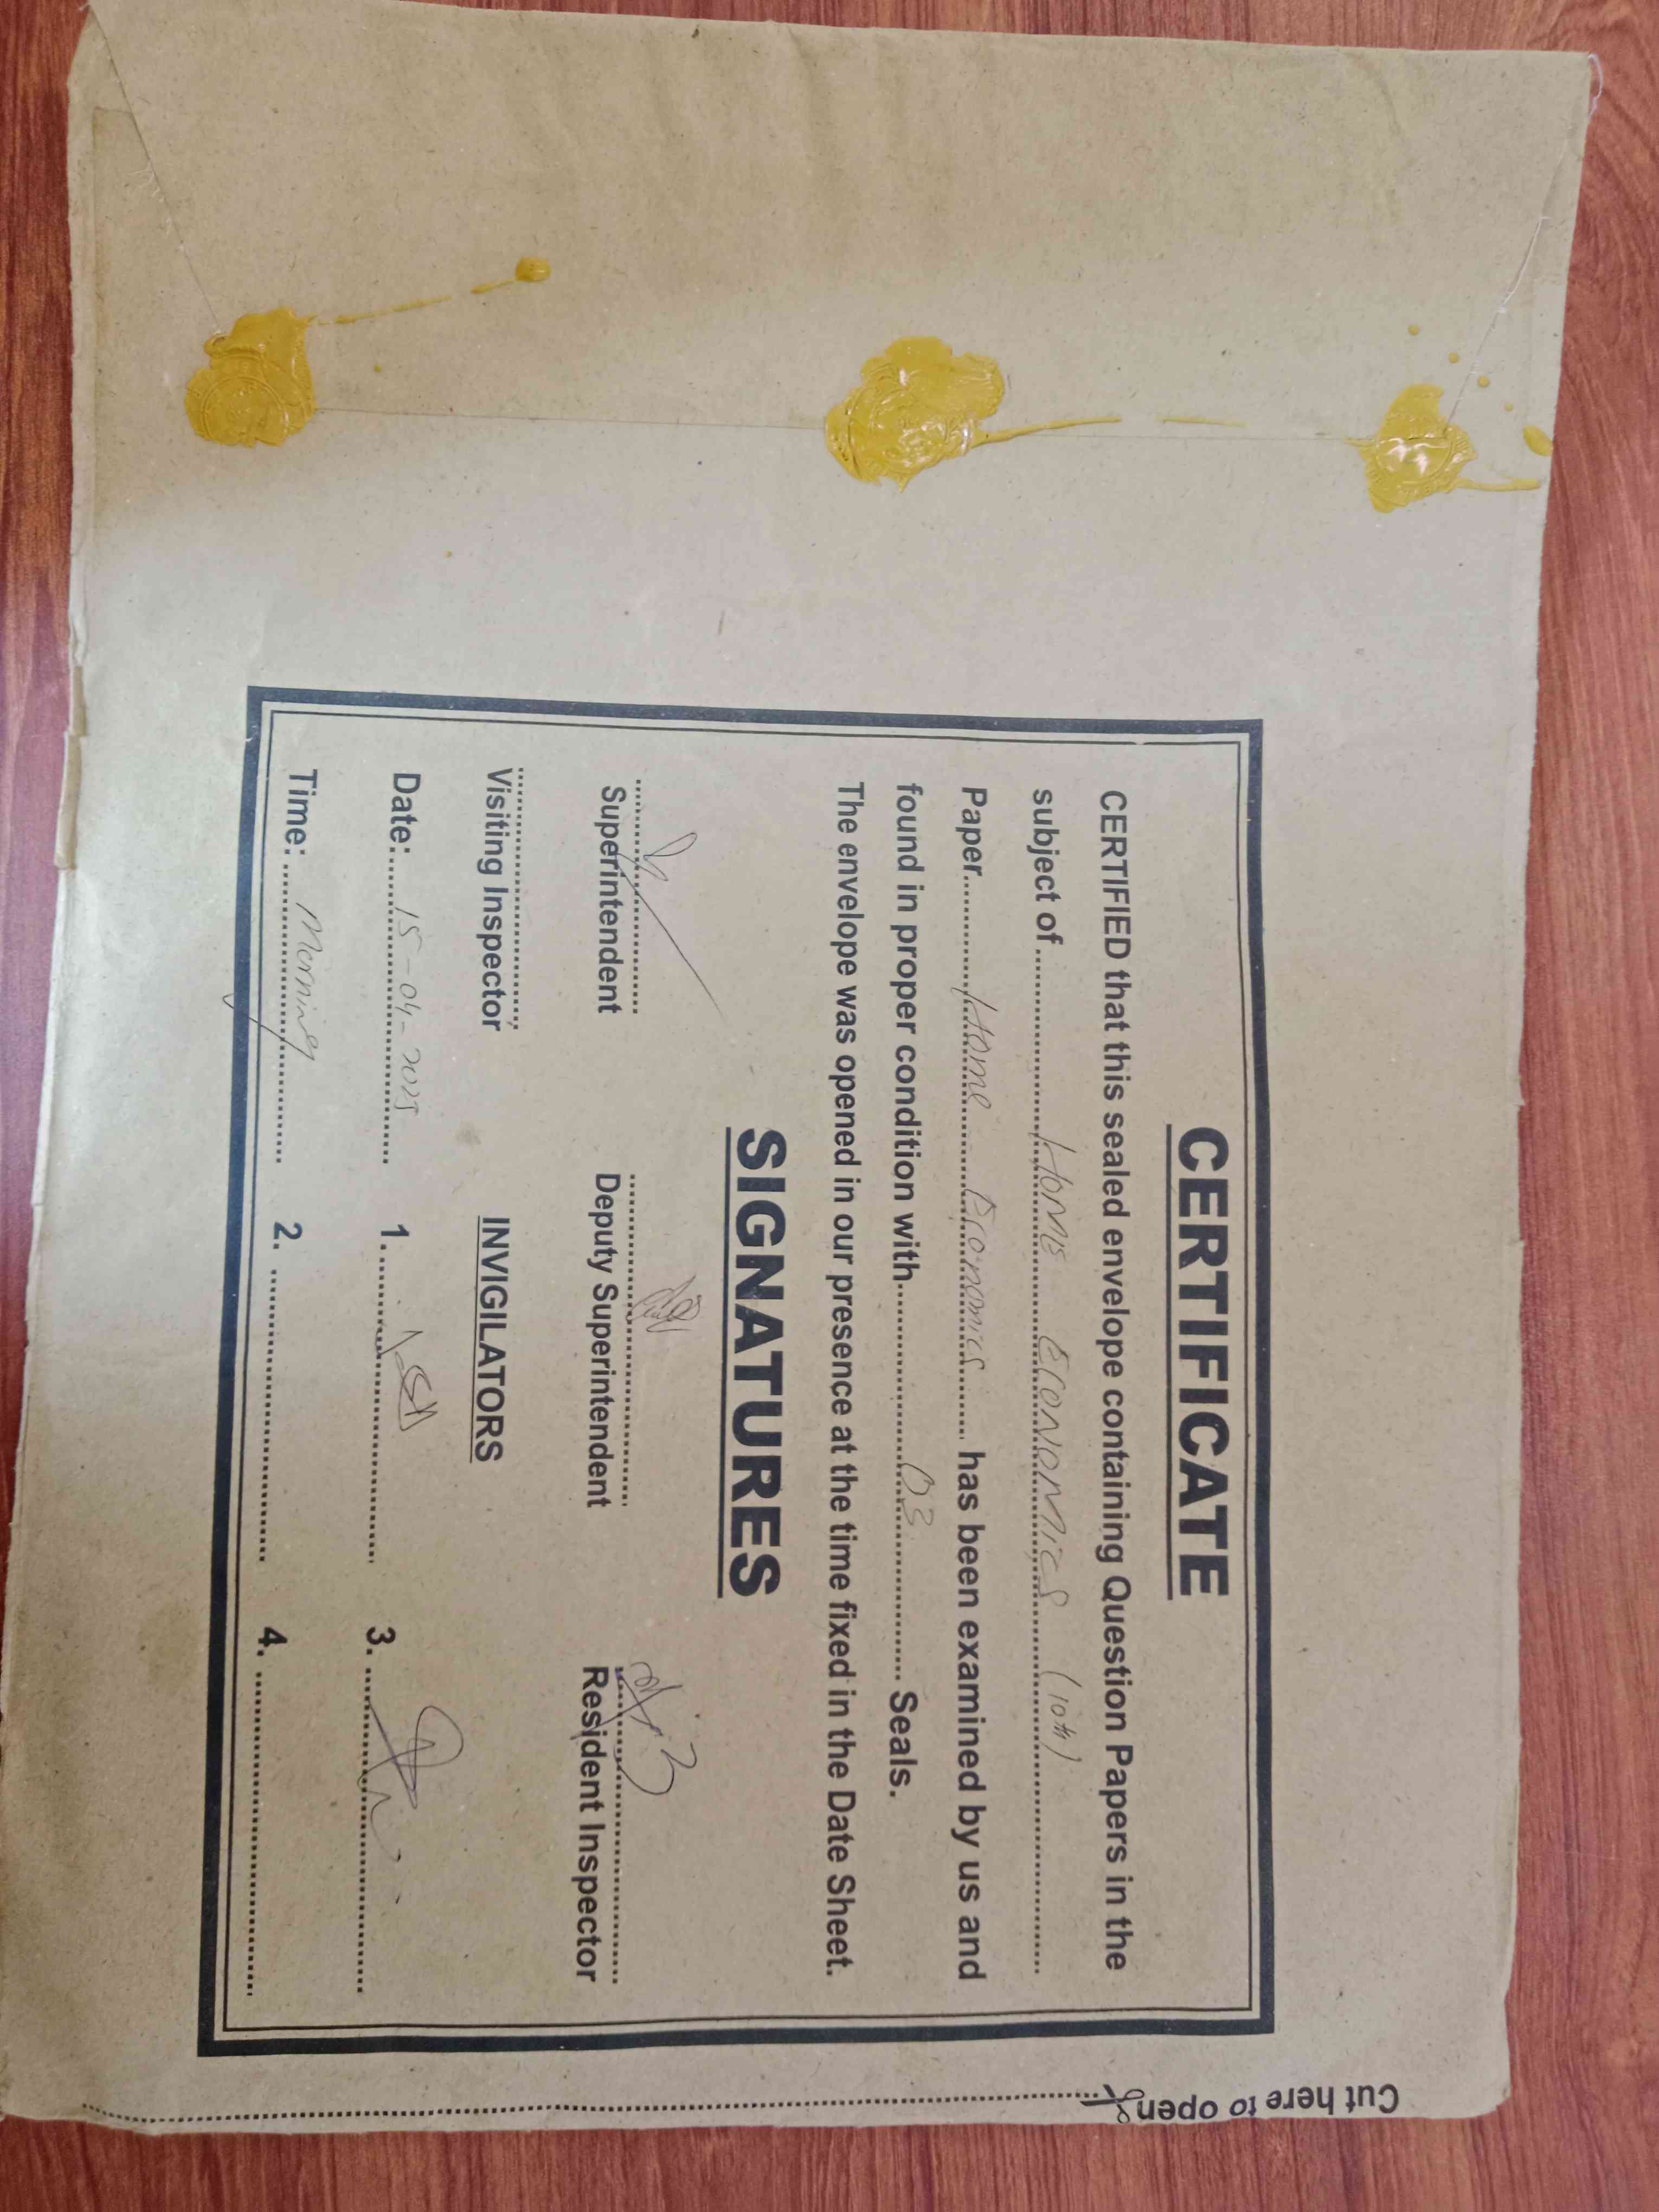 CERTIFICATE
CERTIFIED that this sealed envelope containing Question Papers in the
subject of.............Home Economics (10th)..............
Paper..........Home Economics........ has been examined by us and
found in proper condition with..............03.............. Seals.
The envelope was opened in our presence at the time fixed in the Date Sheet.
SIGNATURES
Superintendent Deputy Superintendent Resident Inspector
Visiting Inspector INVIGILATORS
Date:.....15-04-2025........ 1. 3.
Time: .....Morning........ 2. 4.
Cut here to open